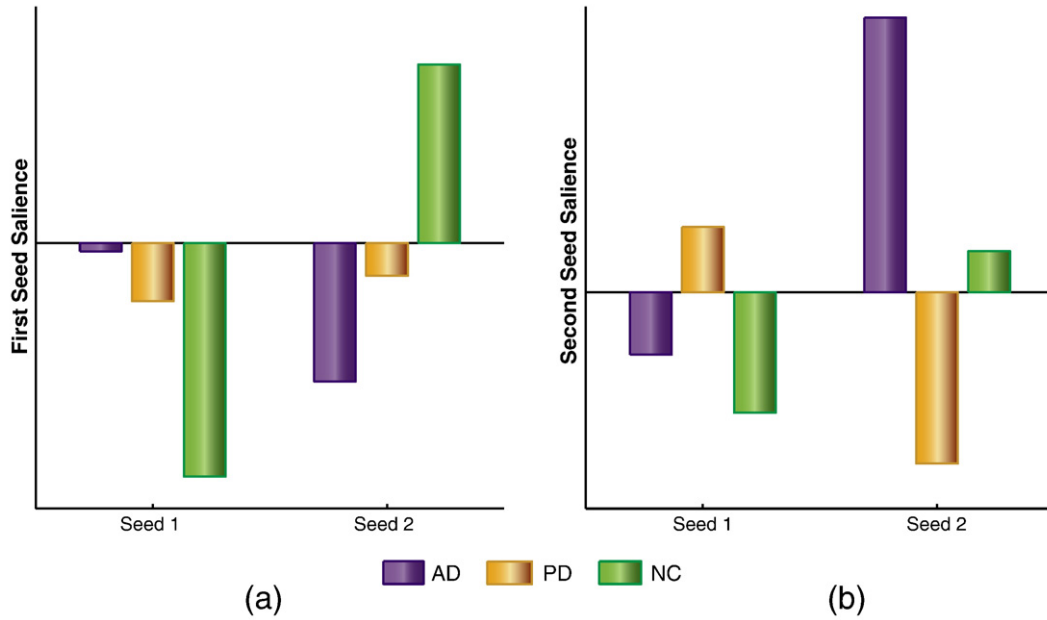 First Seed Salience
Seed 1
Seed 2
Second Seed Salience
Seed 1
Seed 2
AD
PD
NC
(a)
(b)